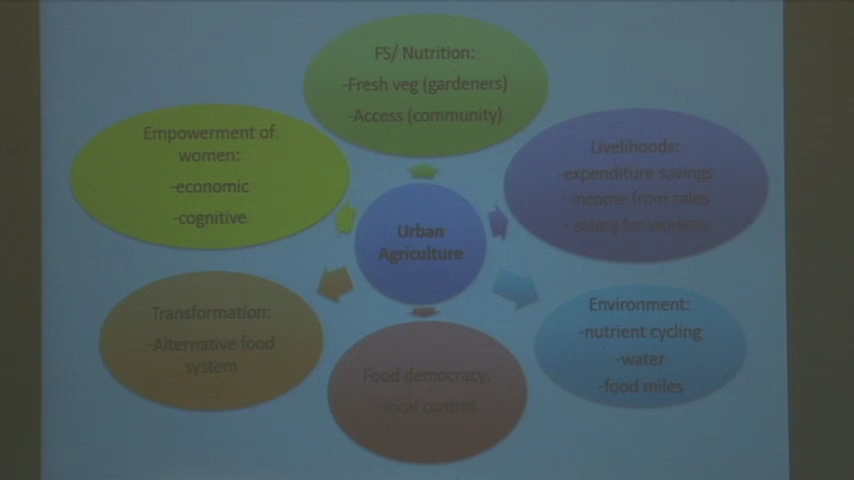 FS/ Nutrition:
-Fresh veg (gardeners)
-Access (community)
Empowerment of
women:
-economic
-cognitive
Livelihoods:
-expenditure savings
- income from sales
- salary for workers
Urban
Agriculture
Transformation:
-Alternative food
system
Environment:
-nutrient cycling
-water
-food miles
Food democracy:
-local control